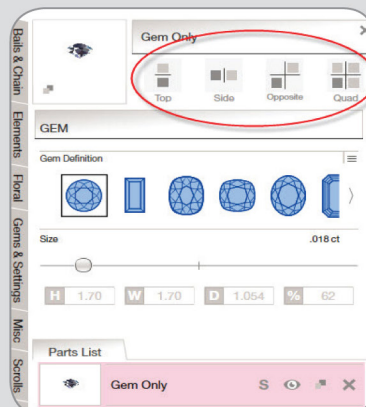 Gem Only
Top
Side
Opposite
Quad
Bails & Chain
Elements
Floral
Gems & Settings
Misc
Scrolls
GEM
Gem Definition
Size
.018 ct
H 1.70 W 1.70 D 1.054 % 62
Parts List
Gem Only S